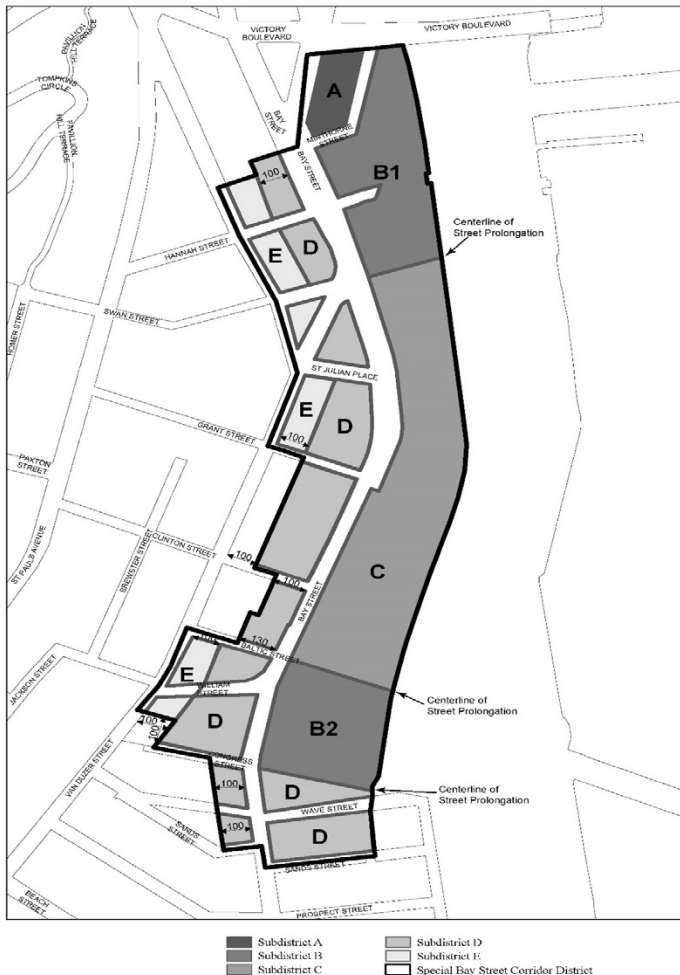 VICTORY BOULEVARD
VICTORY BOULEVARD
PAVILLION HILL TERRACE
TOMPKINS CIRCLE
PAVILLION HILL TERRACE
BAY STREET
A
MINTHORNE STREET
BAY STREET
B1
100
Centerline of
Street Prolongation
HANNAH STREET
E
D
HOMER STREET
SWAN STREET
ST JULIAN PLACE
E
D
100
GRANT STREET
PAXTON STREET
ST PAULS AVENUE
BREWSTER STREET
CLINTON STREET
100
100
BAY STREET
C
130
BALTIC STREET
100
E
WILLIAM STREET
JACKSON STREET
Centerline of
Street Prolongation
100
100
D
B2
VAN DUZER STREET
CONGRESS STREET
100
D
Centerline of
Street Prolongation
WAVE STREET
SANDS STREET
109
D
SANDS STREET
BEACH STREET
PROSPECT STREET
Subdistrict A
Subdistrict B
Subdistrict C
Subdistrict D
Subdistrict E
Special Bay Street Corridor District